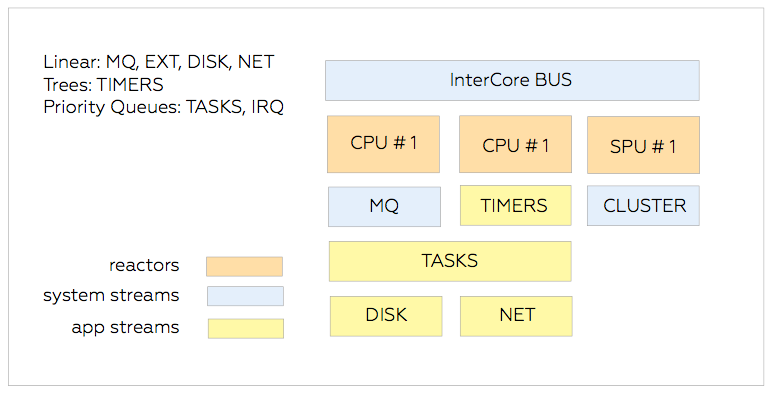 Linear: MQ, EXT, DISK, NET
Trees: TIMERS
Priority Queues: TASKS, IRQ
InterCore BUS
CPU # 1
CPU # 1
SPU # 1
MQ
TIMERS
CLUSTER
TASKS
DISK
NET
reactors
system streams
app streams